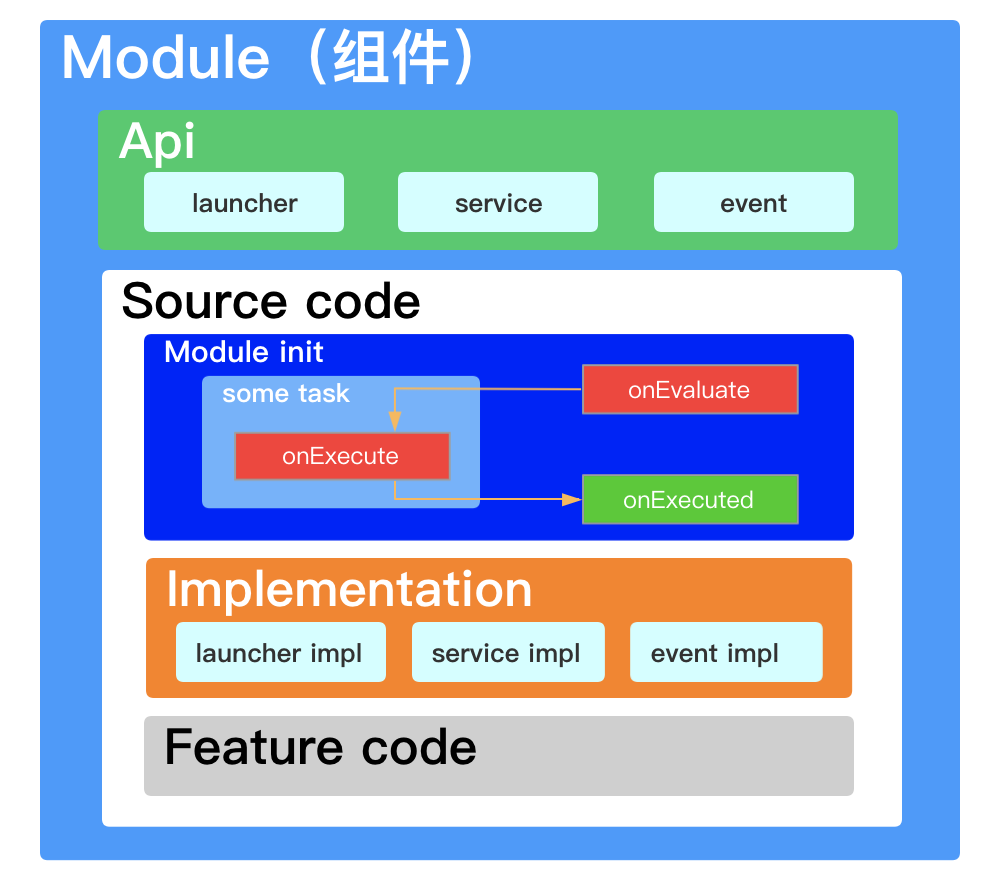 Module（组件）
Api
launcher
service
event
Source code
Module init
some task
onEvaluate
onExecute
onExecuted
Implementation
launcher impl
service impl
event impl
Feature code